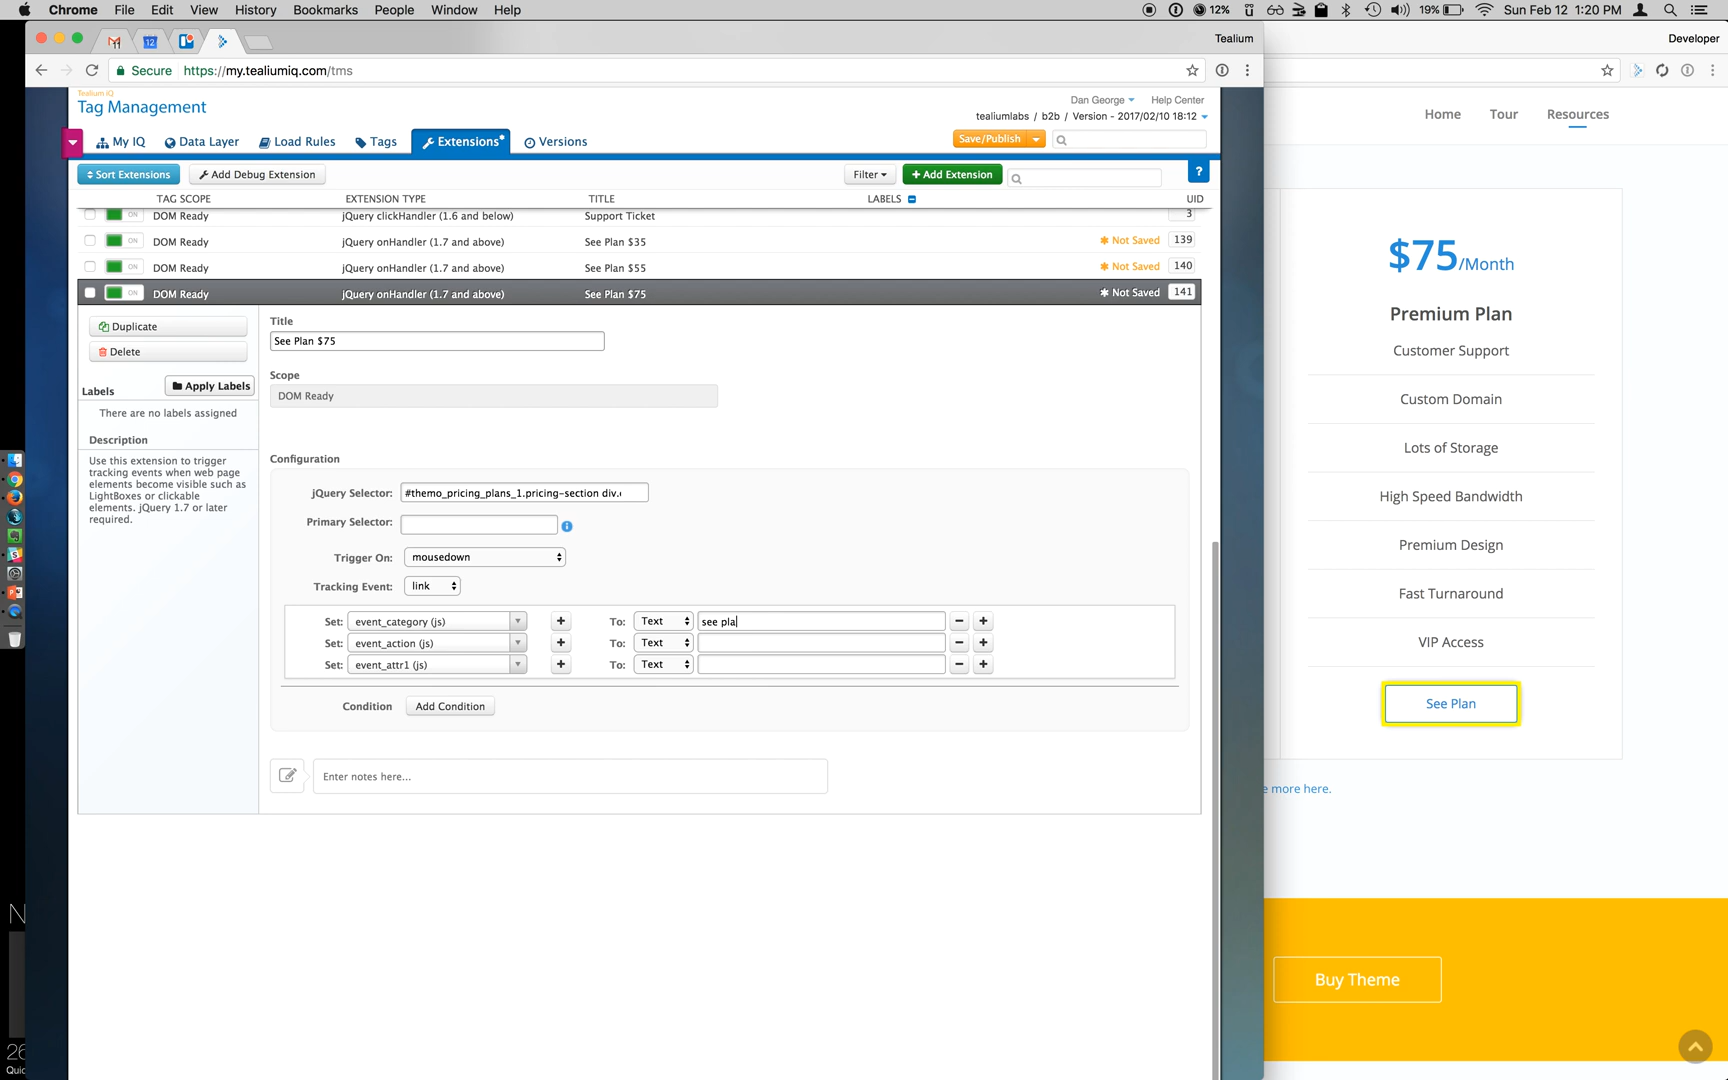 Chrome File Edit View History Bookmarks People Window Help
12% 19% Sun Feb 12 1:20 PM
Tealium
Developer
Secure https://my.tealiumiq.com/tms
Tealium iQ
Tag Management
Dan George Help Center
tealiumlabs / b2b / Version - 2017/02/10 18:12
My IQ Data Layer Load Rules Tags Extensions* Versions
Save/Publish
Sort Extensions Add Debug Extension Filter + Add Extension ?
TAG SCOPE EXTENSION TYPE TITLE LABELS UID
ON DOM Ready jQuery clickHandler (1.6 and below) Support Ticket 3
ON DOM Ready jQuery onHandler (1.7 and above) See Plan $35 Not Saved 139
ON DOM Ready jQuery onHandler (1.7 and above) See Plan $55 Not Saved 140
ON DOM Ready jQuery onHandler (1.7 and above) See Plan $75 Not Saved 141
Duplicate
Delete
Labels Apply Labels
There are no labels assigned
Description
Use this extension to trigger
tracking events when web page
elements become visible such as
LightBoxes or clickable
elements. jQuery 1.7 or later
required.
Title
See Plan $75
Scope
DOM Ready
Configuration
jQuery Selector: #themo_pricing_plans_1.pricing-section div.
Primary Selector:
Trigger On: mousedown
Tracking Event: link
Set: event_category (js) To: Text see pla
Set: event_action (js) To: Text
Set: event_attr1 (js) To: Text
Condition Add Condition
Enter notes here...
Home Tour Resources
$75/Month
Premium Plan
Customer Support
Custom Domain
Lots of Storage
High Speed Bandwidth
Premium Design
Fast Turnaround
VIP Access
See Plan
more here.
Buy Theme
N
26
Quic